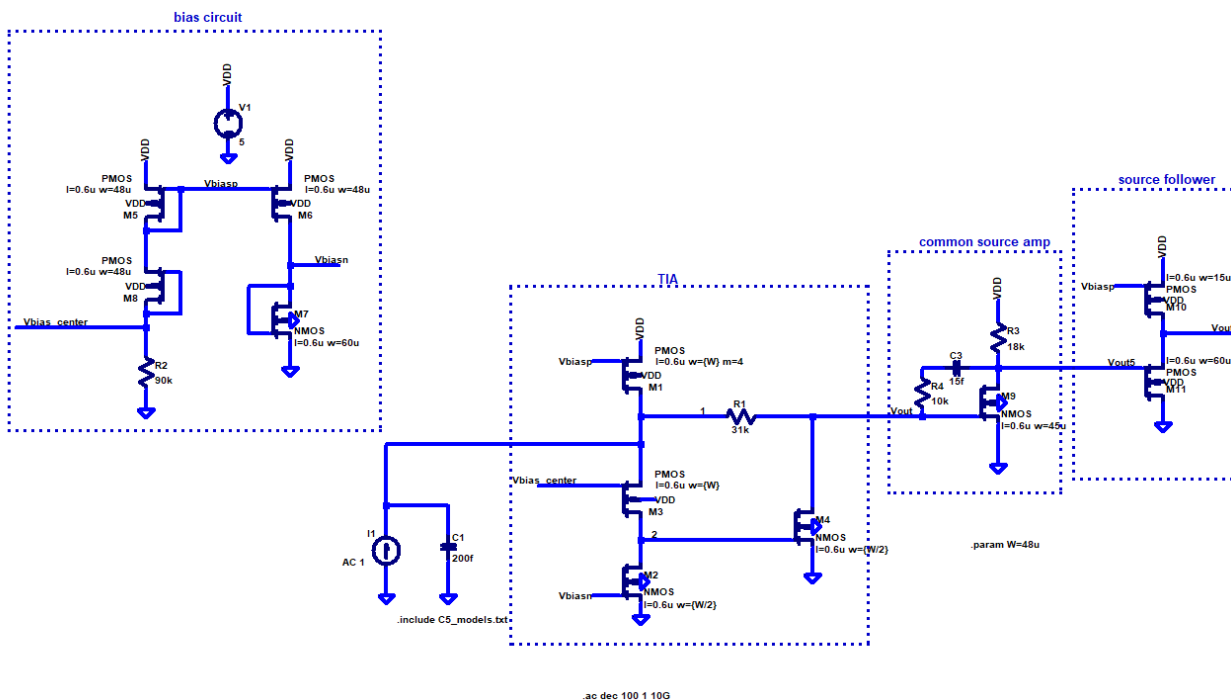 bias circuit
VDD
V1
5
VDD
VDD
PMOS
l=0.6u w=48u
VDD
M5
Vbiasp
PMOS
l=0.6u w=48u
VDD
M6
PMOS
l=0.6u w=48u
VDD
M8
Vbiasn
M7
NMOS
l=0.6u w=60u
Vbias_center
R2
90k
TIA
VDD
Vbiasp
PMOS
l=0.6u w={W} m=4
VDD
M1
1
R1
31k
Vout
Vbias_center
PMOS
l=0.6u w={W}
VDD
M3
2
M4
NMOS
l=0.6u w={W/2}
M2
NMOS
l=0.6u w={W/2}
Vbiasn
I1
AC 1
C1
200f
.include C5_models.txt
common source amp
VDD
R3
18k
C3
15f
R4
10k
Vout5
M9
NMOS
l=0.6u w=45u
.param W=48u
source follower
VDD
Vbiasp
l=0.6u w=15u
PMOS
VDD
M10
Vout
l=0.6u w=60u
PMOS
VDD
M11
.ac dec 100 1 10G